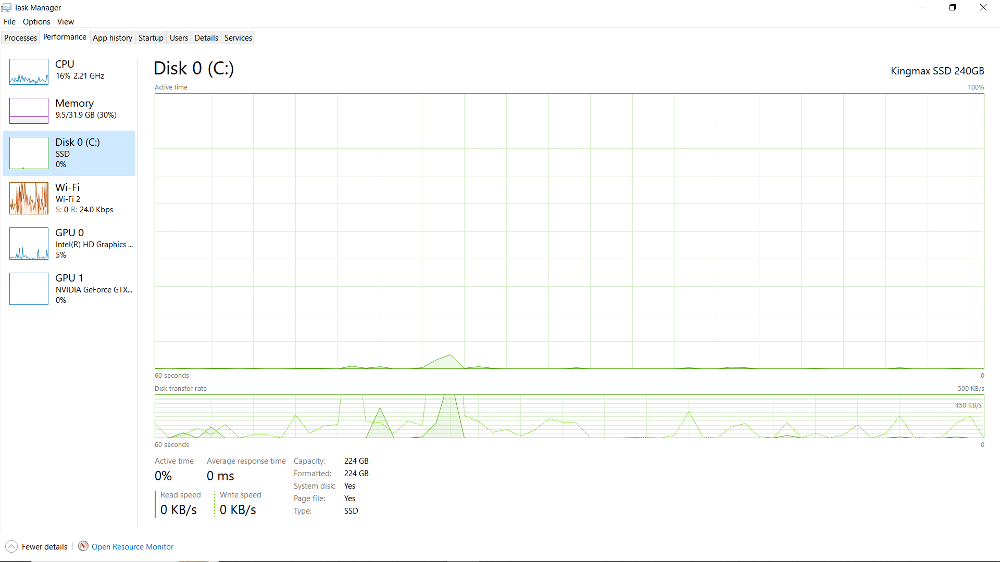 Task Manager
File Options View
Processes Performance App history Startup Users Details Services
CPU
16% 2.21 GHz
Memory
9.5/31.9 GB (30%)
Disk 0 (C:)
SSD
0%
Wi-Fi
Wi-Fi 2
S: 0 R: 24.0 Kbps
GPU 0
Intel(R) HD Graphics ...
5%
GPU 1
NVIDIA GeForce GTX...
0%
Disk 0 (C:)
Kingmax SSD 240GB
Active time 100%
60 seconds 0
Disk transfer rate 500 KB/s
450 KB/s
60 seconds 0
Active time
0%
Average response time
0 ms
Read speed
0 KB/s
Write speed
0 KB/s
Capacity: 224 GB
Formatted: 224 GB
System disk: Yes
Page file: Yes
Type: SSD
Fewer details Open Resource Monitor